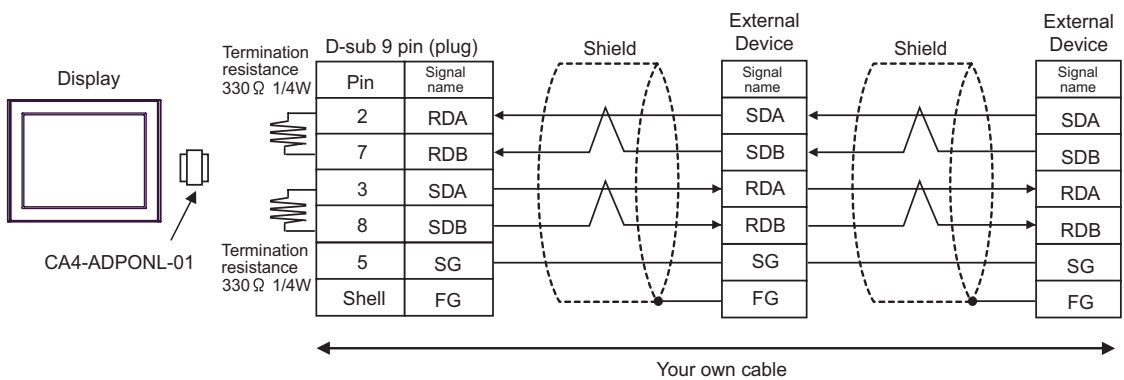 Display
CA4-ADPONL-01
Termination
resistance
330 Ω 1/4W
Termination
resistance
330 Ω 1/4W
D-sub 9 pin (plug)
Pin Signal name
2 RDA
7 RDB
3 SDA
8 SDB
5 SG
Shell FG
Shield
External
Device
Signal
name
SDA
SDB
RDA
RDB
SG
FG
Shield
External
Device
Signal
name
SDA
SDB
RDA
RDB
SG
FG
Your own cable